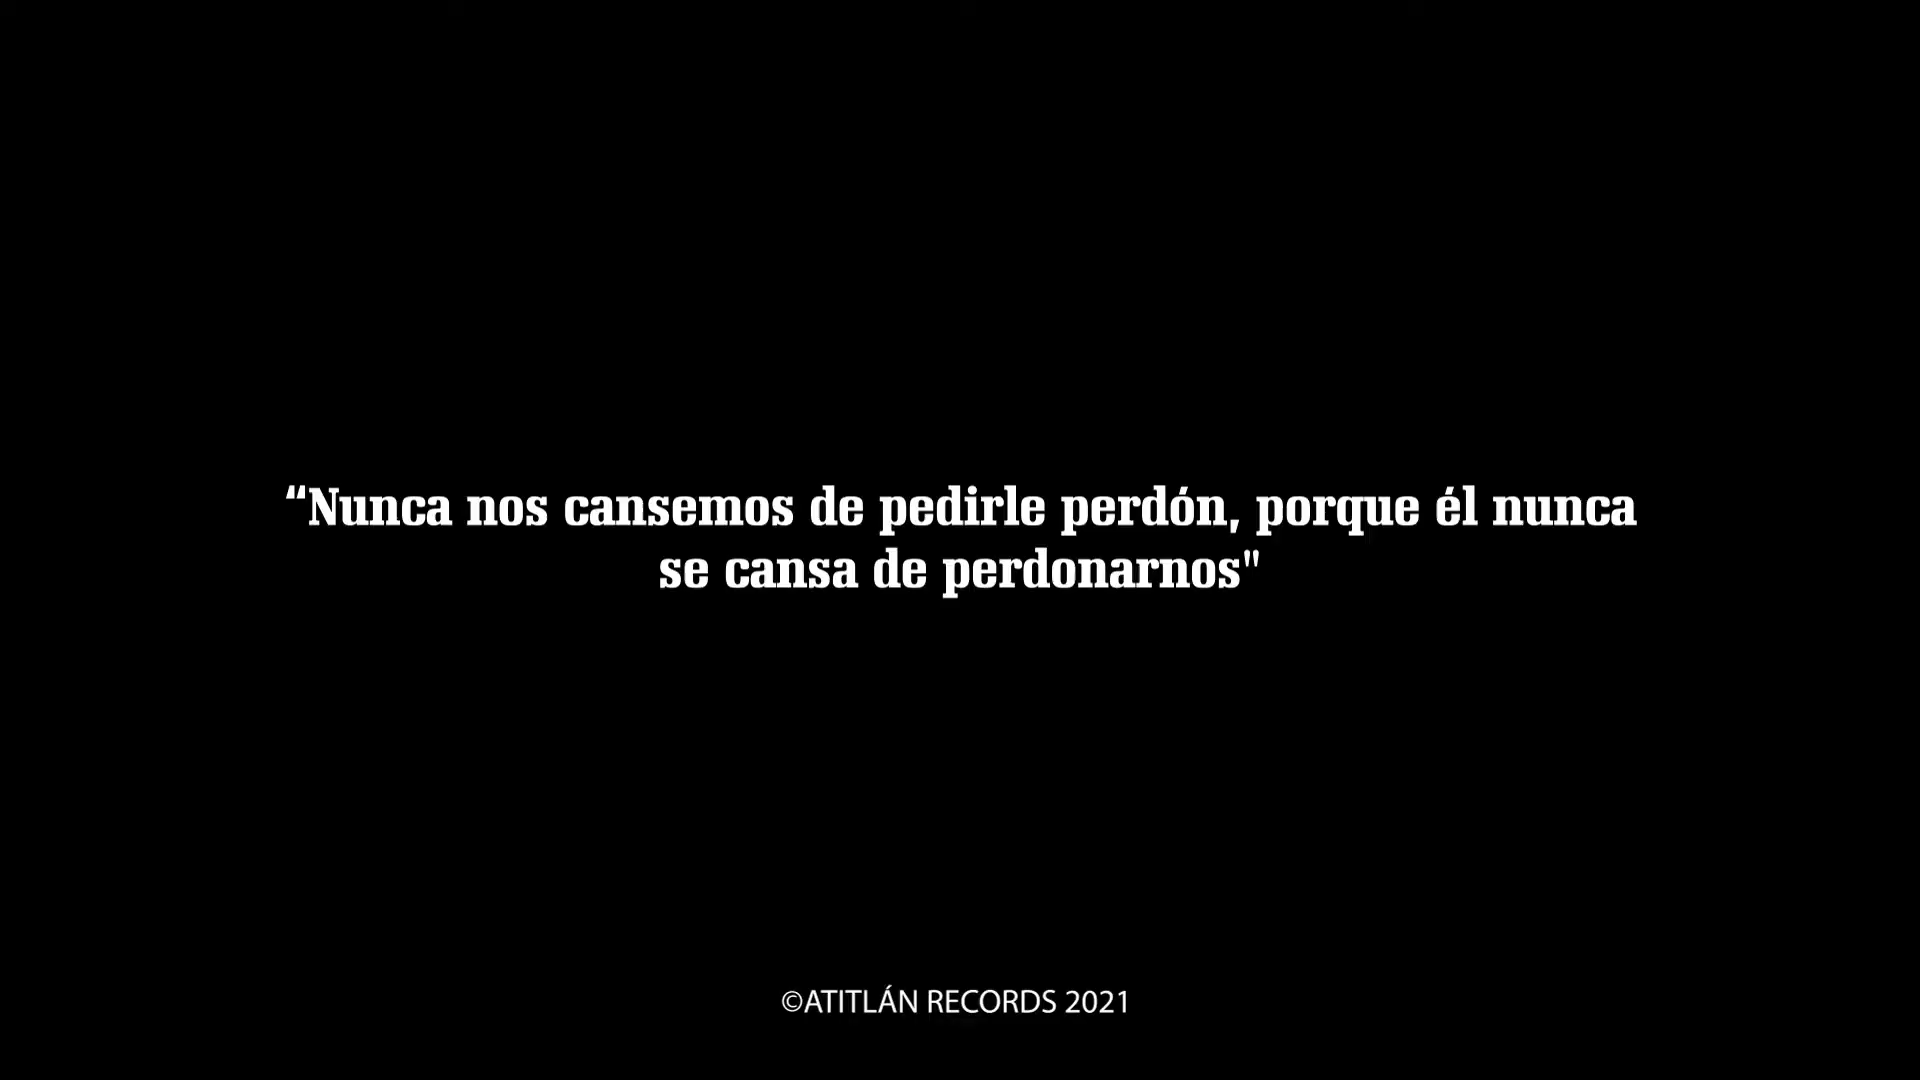 “Nunca nos cansemos de pedirle perdón, porque él nunca
se cansa de perdonarnos"
©ATITLÁN RECORDS 2021